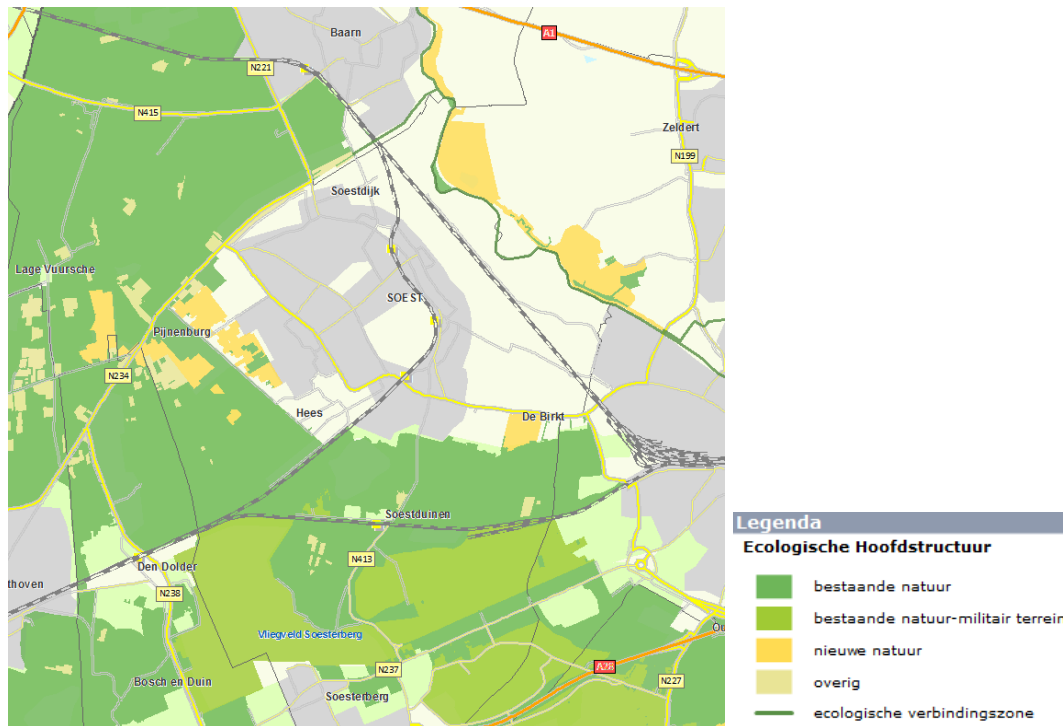 Baarn
A1
N221
N415
Zeldert
N199
Soestdijk
Lage Vuursche
SOEST
Pijnenburg
N234
Hees
De Birkt
Soestduinen
Den Dolder
N413
thoven
N238
Vliegveld Soesterberg
Ou
N237
A28
Bosch en Duin
N227
Soesterberg
Legenda
Ecologische Hoofdstructuur
bestaande natuur
bestaande natuur-militair terrein
nieuwe natuur
overig
ecologische verbindingszone